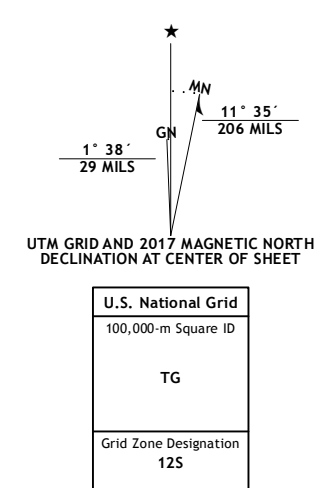 MN
GN
11° 35´
206 MILS
1° 38´
29 MILS
UTM GRID AND 2017 MAGNETIC NORTH
DECLINATION AT CENTER OF SHEET
U.S. National Grid
100,000-m Square ID
TG
Grid Zone Designation
12S